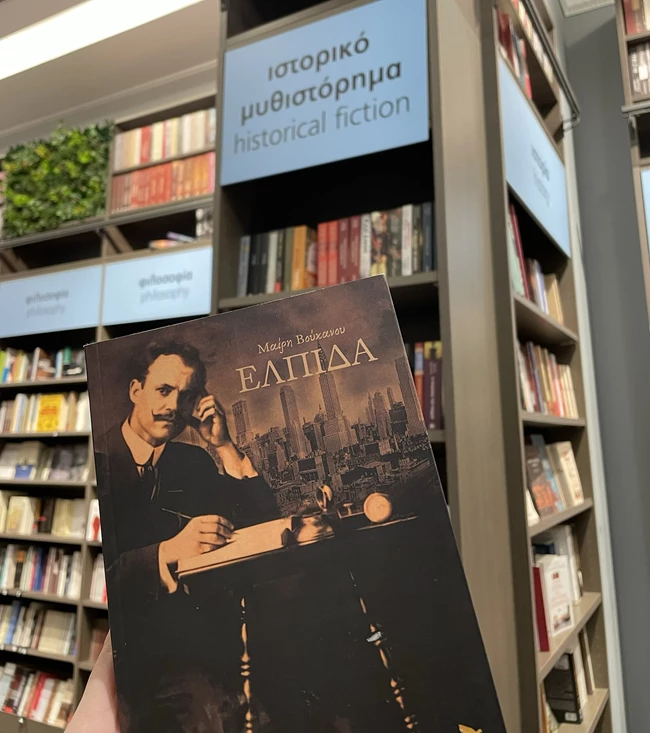 ιστορικό
μυθιστόρημα
historical fiction
φιλοσοφία
philosophy
φιλοσοφία
philosophy
Μαίρη Βούκανου
ΕΛΠΙΔΑ